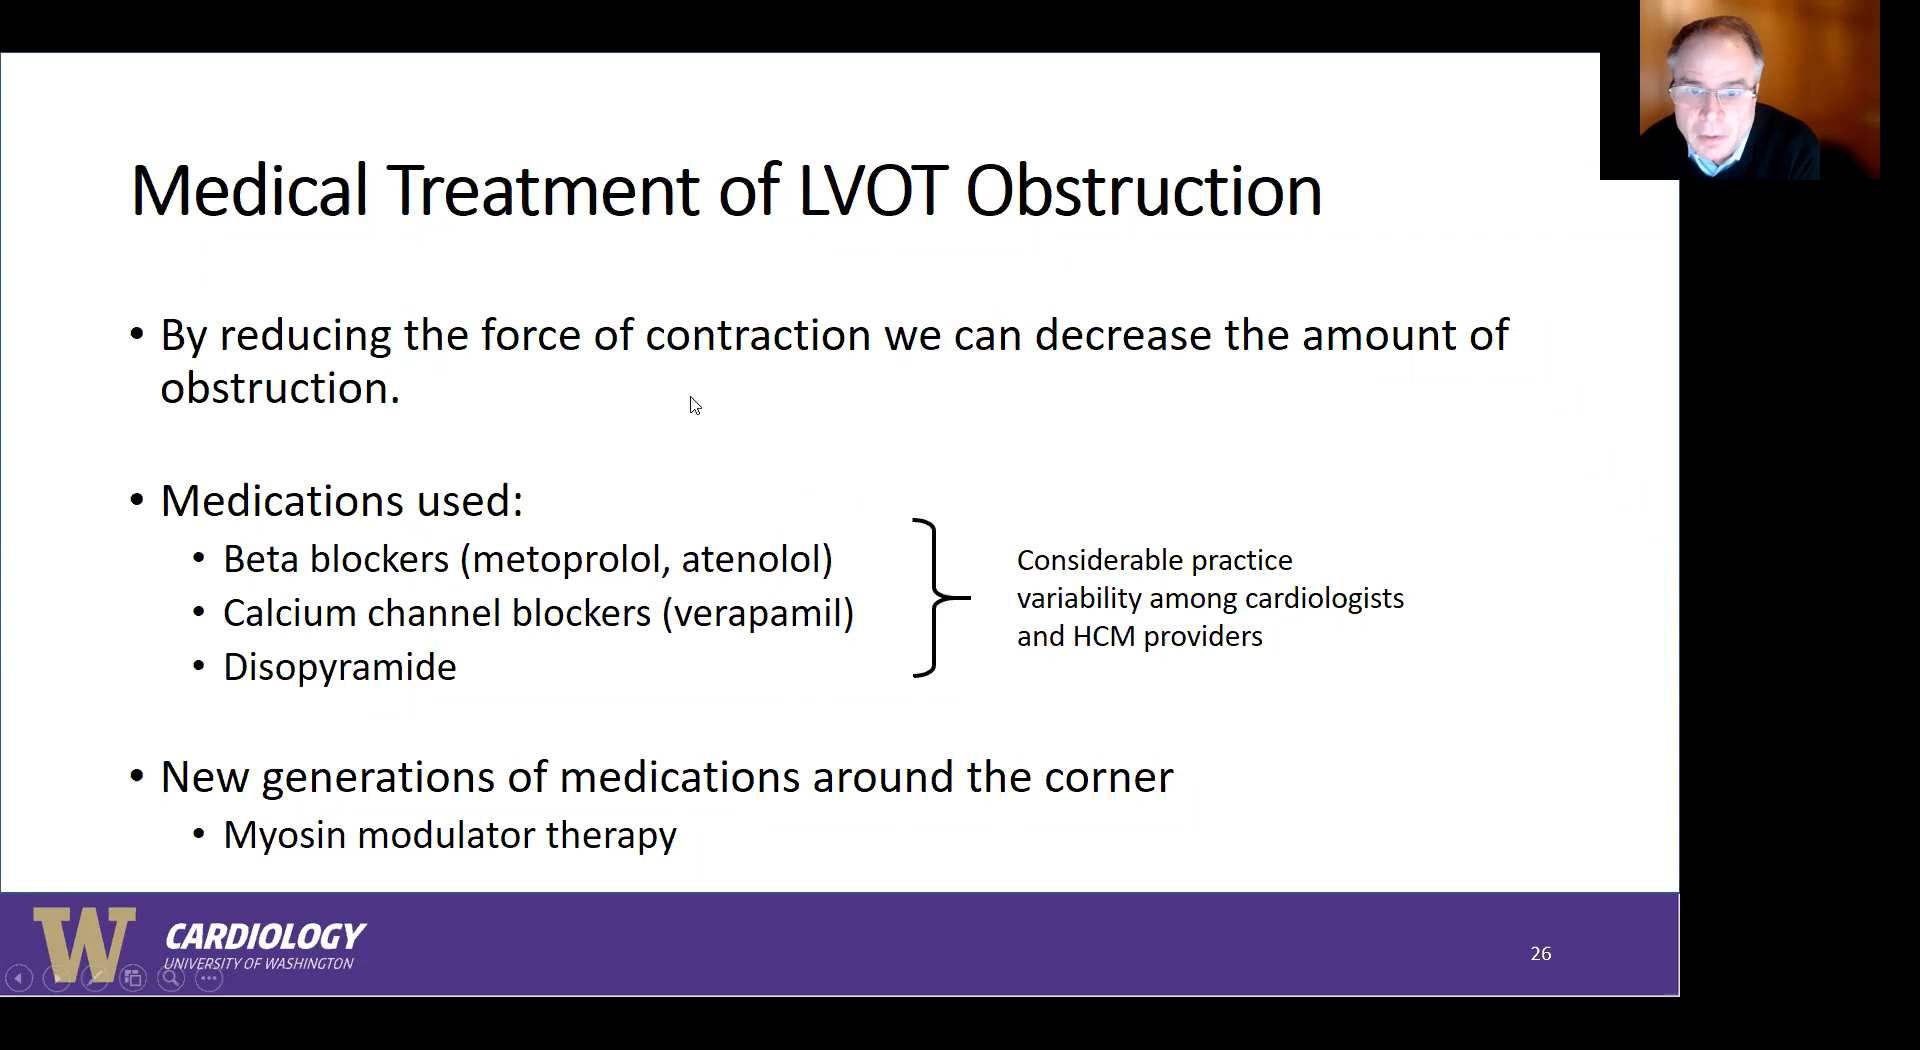 Medical Treatment of LVOT Obstruction
• By reducing the force of contraction we can decrease the amount of
obstruction.
• Medications used:
• Beta blockers (metoprolol, atenolol)
• Calcium channel blockers (verapamil)
• Disopyramide
Considerable practice
variability among cardiologists
and HCM providers
• New generations of medications around the corner
• Myosin modulator therapy
W
CARDIOLOGY
UNIVERSITY OF WASHINGTON
26